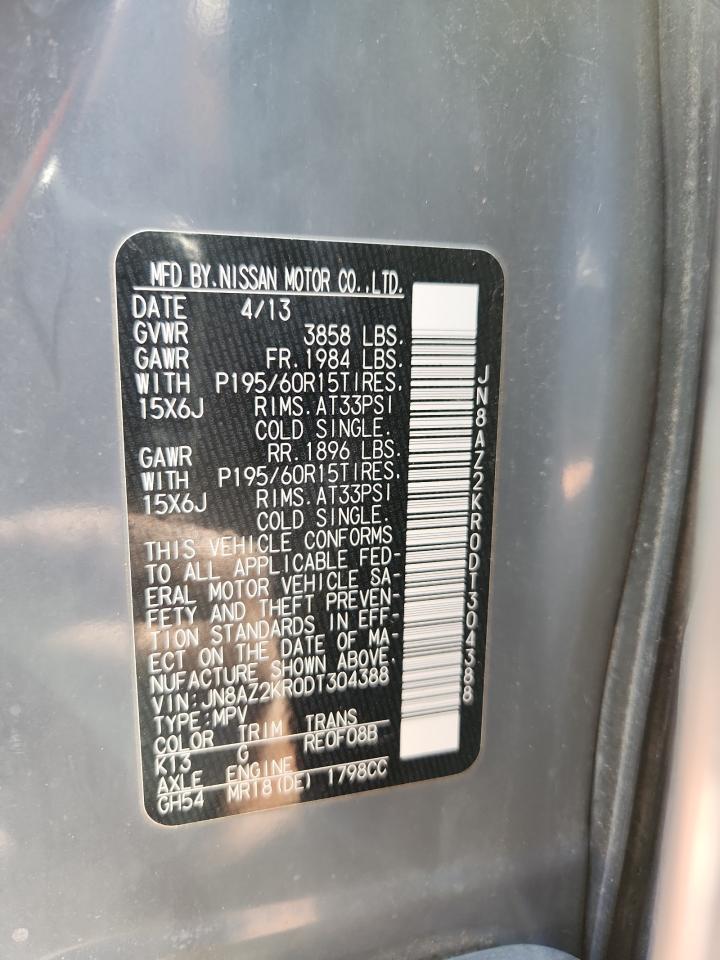 MFD BY.NISSAN MOTOR CO.,LTD.
DATE 4/13
GVWR 3858 LBS.
GAWR FR. 1984 LBS.
WITH P195/60R15TIRES.
15X6J RIMS.AT33PSI
COLD SINGLE.
GAWR RR. 1896 LBS.
WITH P195/60R15TIRES.
15X6J RIMS.AT33PSI
COLD SINGLE.
THIS VEHICLE CONFORMS
TO ALL APPLICABLE FED-
ERAL MOTOR VEHICLE SA-
FETY AND THEFT PREVEN-
TION STANDARDS IN EFF-
ECT ON THE DATE OF MA-
NUFACTURE SHOWN ABOVE.
VIN:JN8AZ2KR0DT304388
TYPE:MPV
COLOR TRIM TRANS
K13 G RE0F08B
AXLE ENGINE
GH54 MR18(DE) 1798CC
JN8AZ2KR0DT304388